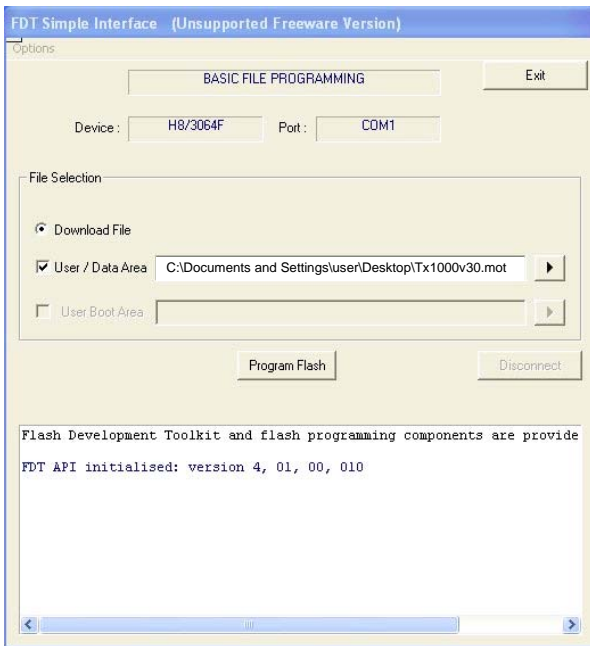 FDT Simple Interface (Unsupported Freeware Version)
Options
BASIC FILE PROGRAMMING
Exit
Device : H8/3064F Port : COM1
File Selection
Download File
User / Data Area C:\Documents and Settings\user\Desktop\Tx1000v30.mot
User Boot Area
Program Flash Disconnect
Flash Development Toolkit and flash programming components are provide
FDT API initialised: version 4, 01, 00, 010